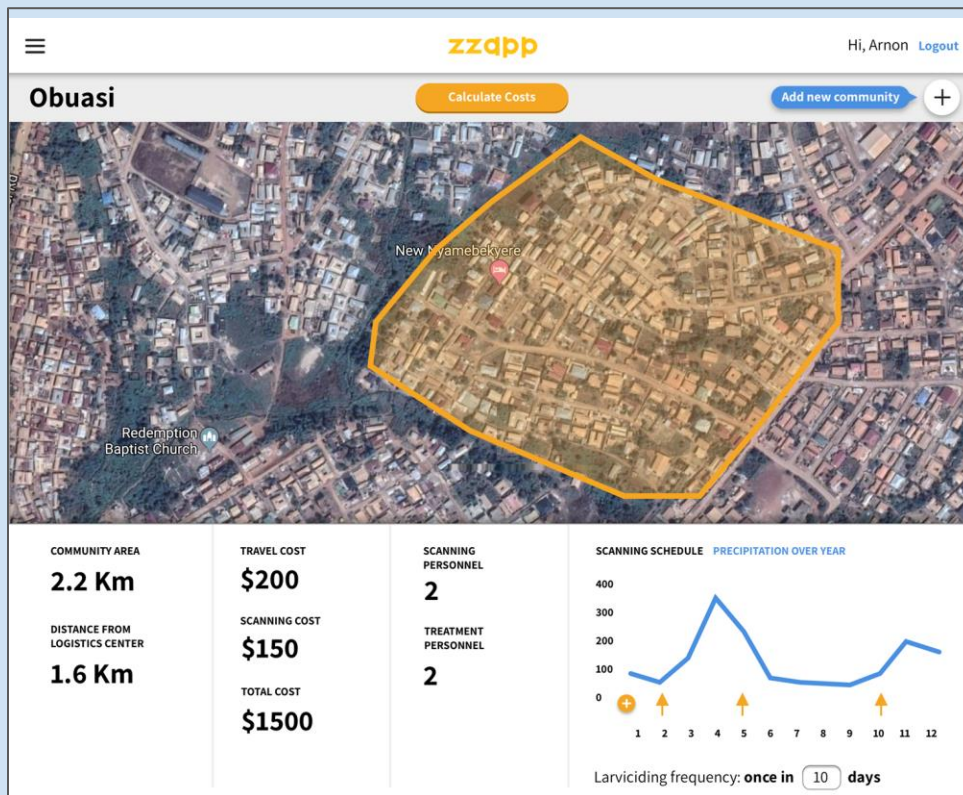 zzapp
Hi, Arnon Logout
Obuasi
Calculate Costs
Add new community
+
New Nyamebekyere
Redemption
Baptist Church
COMMUNITY AREA
2.2 Km
DISTANCE FROM
LOGISTICS CENTER
1.6 Km
TRAVEL COST
$200
SCANNING COST
$150
TOTAL COST
$1500
SCANNING
PERSONNEL
2
TREATMENT
PERSONNEL
2
SCANNING SCHEDULE PRECIPITATION OVER YEAR
400
300
200
100
0
1 2 3 4 5 6 7 8 9 10 11 12
Larviciding frequency: once in 10 days